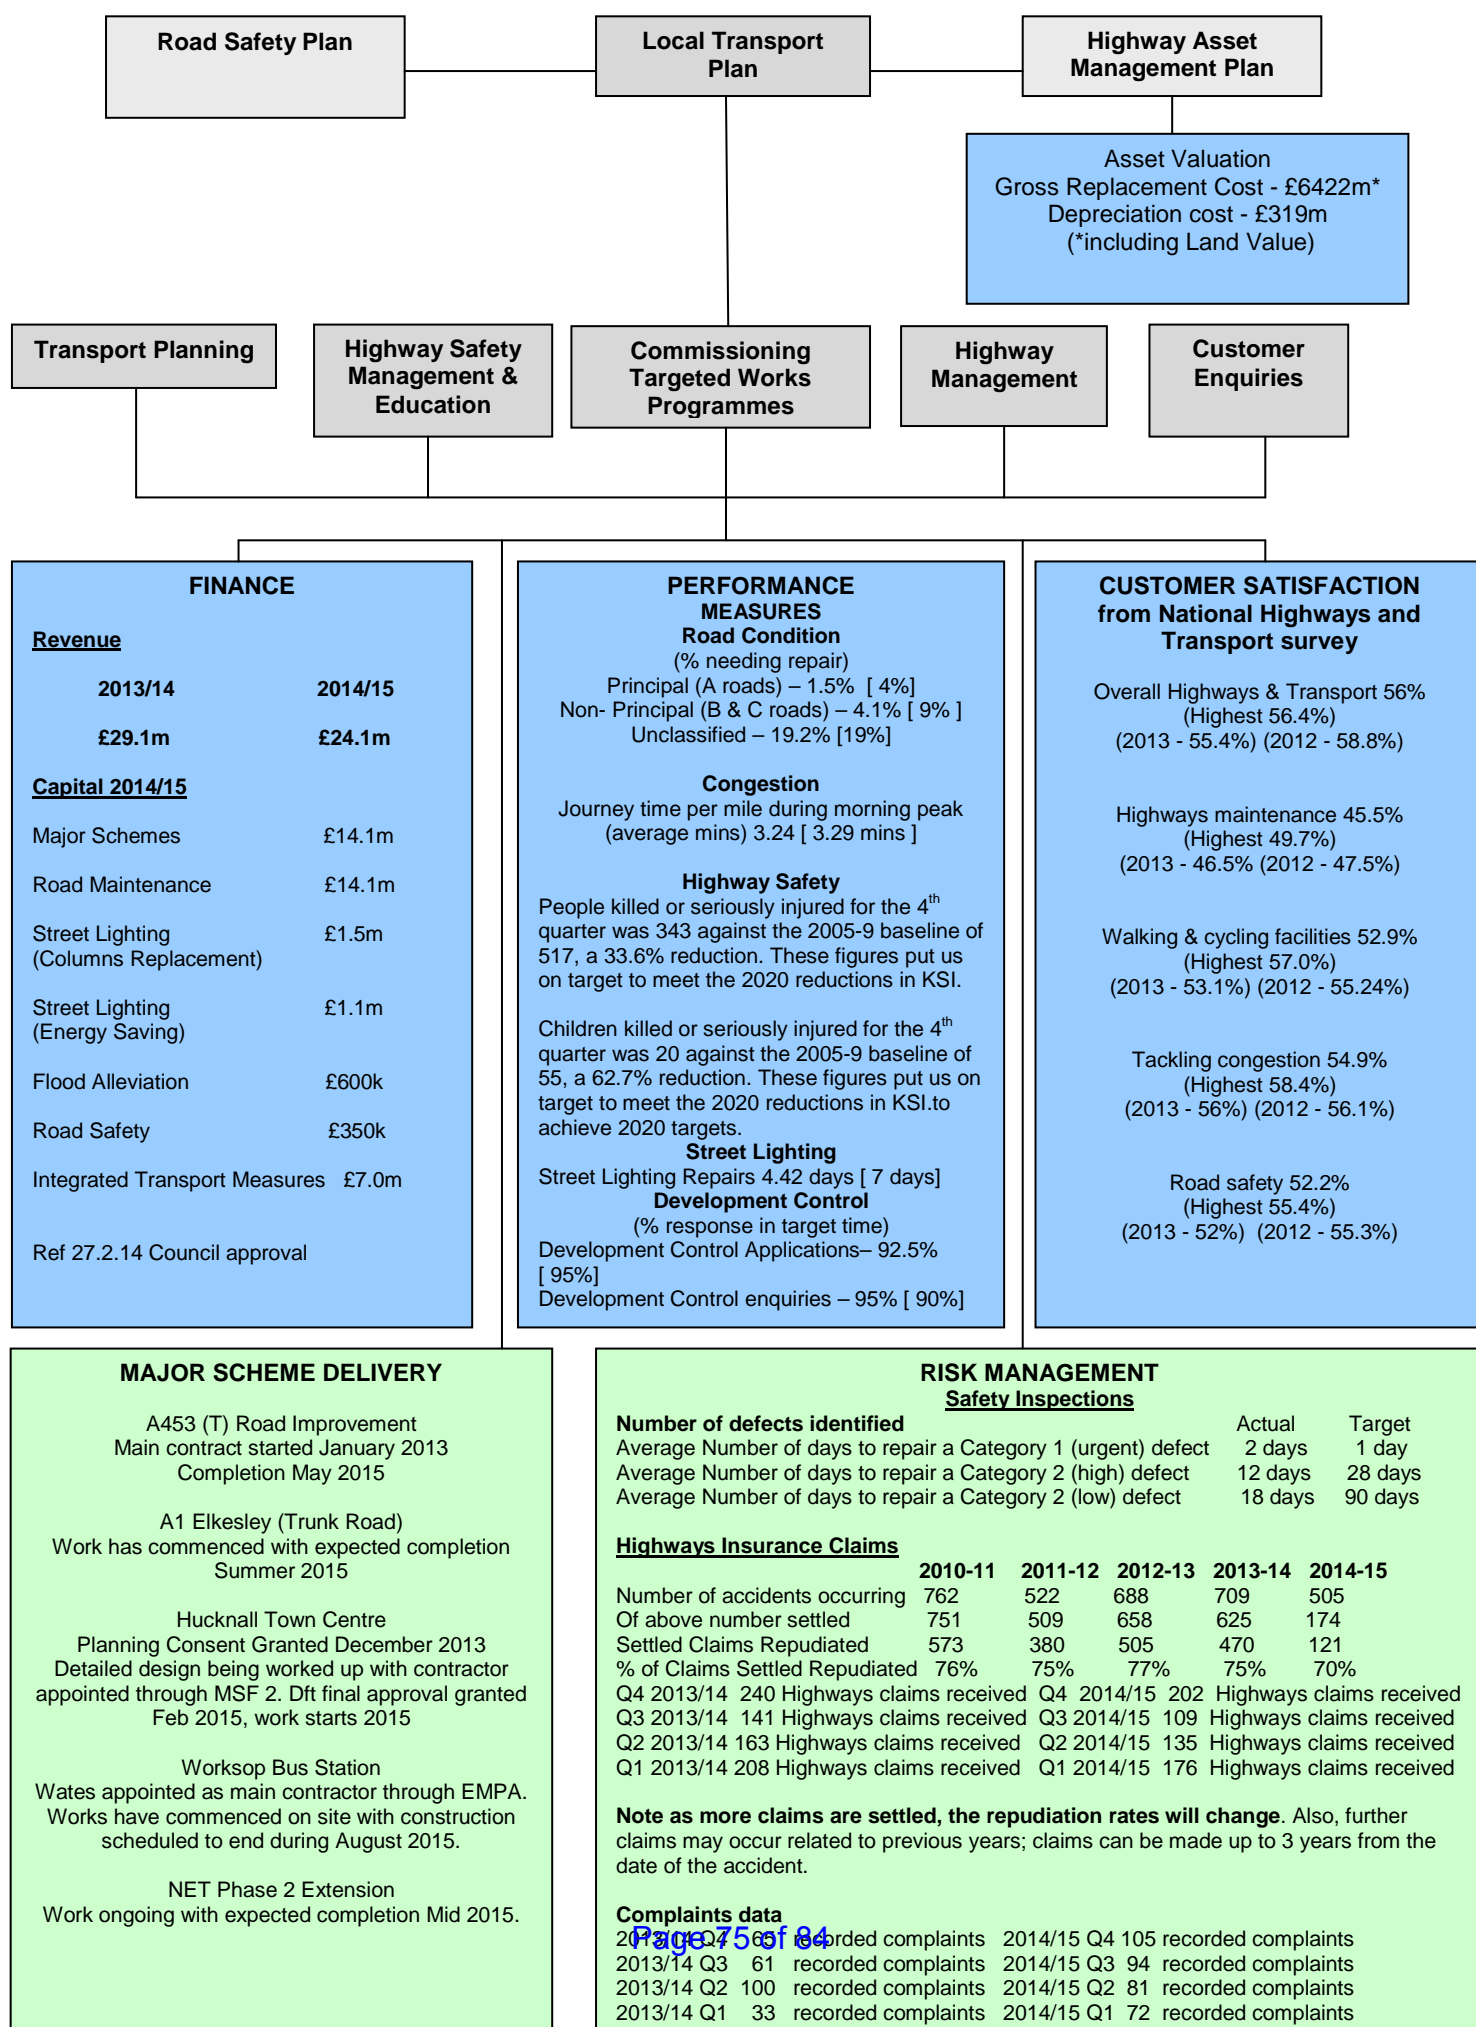 Road Safety Plan
Local Transport
Plan
Highway Asset
Management Plan
Asset Valuation
Gross Replacement Cost - £6422m*
Depreciation cost - £319m
(*including Land Value)
Transport Planning
Highway Safety
Management &
Education
Commissioning
Targeted Works
Programmes
Highway
Management
Customer
Enquiries
FINANCE
Revenue
2013/14 2014/15
£29.1m £24.1m
Capital 2014/15
Major Schemes £14.1m
Road Maintenance £14.1m
Street Lighting £1.5m
(Columns Replacement)
Street Lighting £1.1m
(Energy Saving)
Flood Alleviation £600k
Road Safety £350k
Integrated Transport Measures £7.0m
Ref 27.2.14 Council approval
PERFORMANCE
MEASURES
Road Condition
(% needing repair)
Principal (A roads) – 1.5% [ 4%]
Non- Principal (B & C roads) – 4.1% [ 9% ]
Unclassified – 19.2% [19%]
Congestion
Journey time per mile during morning peak
(average mins) 3.24 [ 3.29 mins ]
Highway Safety
People killed or seriously injured for the 4th
quarter was 343 against the 2005-9 baseline of
517, a 33.6% reduction. These figures put us
on target to meet the 2020 reductions in KSI.
Children killed or seriously injured for the 4th
quarter was 20 against the 2005-9 baseline of
55, a 62.7% reduction. These figures put us on
target to meet the 2020 reductions in KSI.to
achieve 2020 targets.
Street Lighting
Street Lighting Repairs 4.42 days [ 7 days]
Development Control
(% response in target time)
Development Control Applications– 92.5%
[ 95%]
Development Control enquiries – 95% [ 90%]
CUSTOMER SATISFACTION
from National Highways and
Transport survey
Overall Highways & Transport 56%
(Highest 56.4%)
(2013 - 55.4%) (2012 - 58.8%)
Highways maintenance 45.5%
(Highest 49.7%)
(2013 - 46.5% (2012 - 47.5%)
Walking & cycling facilities 52.9%
(Highest 57.0%)
(2013 - 53.1%) (2012 - 55.24%)
Tackling congestion 54.9%
(Highest 58.4%)
(2013 - 56%) (2012 - 56.1%)
Road safety 52.2%
(Highest 55.4%)
(2013 - 52%) (2012 - 55.3%)
MAJOR SCHEME DELIVERY
A453 (T) Road Improvement
Main contract started January 2013
Completion May 2015
A1 Elkesley (Trunk Road)
Work has commenced with expected completion
Summer 2015
Hucknall Town Centre
Planning Consent Granted December 2013
Detailed design being worked up with contractor
appointed through MSF 2. Dft final approval granted
Feb 2015, work starts 2015
Worksop Bus Station
Wates appointed as main contractor through EMPA.
Works have commenced on site with construction
scheduled to end during August 2015.
NET Phase 2 Extension
Work ongoing with expected completion Mid 2015.
RISK MANAGEMENT
Safety Inspections
Number of defects identified Actual Target
Average Number of days to repair a Category 1 (urgent) defect 2 days 1 day
Average Number of days to repair a Category 2 (high) defect 12 days 28 days
Average Number of days to repair a Category 2 (low) defect 18 days 90 days
Highways Insurance Claims
2010-11 2011-12 2012-13 2013-14 2014-15
Number of accidents occurring 762 522 688 709 505
Of above number settled 751 509 658 625 174
Settled Claims Repudiated 573 380 505 470 121
% of Claims Settled Repudiated 76% 75% 77% 75% 70%
Q4 2013/14 240 Highways claims received Q4 2014/15 202 Highways claims received
Q3 2013/14 141 Highways claims received Q3 2014/15 109 Highways claims received
Q2 2013/14 163 Highways claims received Q2 2014/15 135 Highways claims received
Q1 2013/14 208 Highways claims received Q1 2014/15 176 Highways claims received
Note as more claims are settled, the repudiation rates will change. Also, further
claims may occur related to previous years; claims can be made up to 3 years from the
date of the accident.
Complaints data
2013/14 Q4 65 recorded complaints 2014/15 Q4 105 recorded complaints
Page 75 of 84
2013/14 Q3 61 recorded complaints 2014/15 Q3 94 recorded complaints
2013/14 Q2 100 recorded complaints 2014/15 Q2 81 recorded complaints
2013/14 Q1 33 recorded complaints 2014/15 Q1 72 recorded complaints